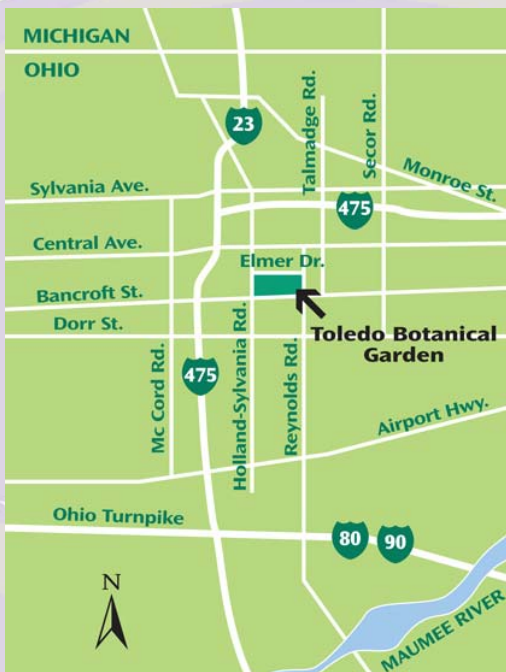 MICHIGAN
OHIO
23
Talmadge Rd.
Secor Rd.
Monroe St.
Sylvania Ave.
475
Central Ave.
Elmer Dr.
Bancroft St.
Dorr St.
Toledo Botanical
Garden
Mc Cord Rd.
475
Holland-Sylvania Rd.
Reynolds Rd.
Airport Hwy.
Ohio Turnpike
80
90
N
MAUMEE RIVER